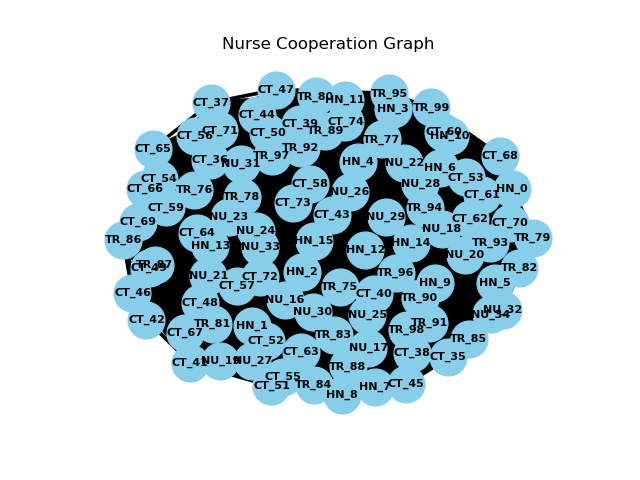 Nurse Cooperation Graph
CT_47
TR_80
HN_11
TR_95
CT_37
HN_3
TR_99
CT_44
CT_39
CT_74
CT_71
CT_56
CT_50
TR_89
CT_60
HN_10
TR_77
CT_65
TR_92
TR_97
CT_68
CT_36
NU_31
HN_4
NU_22
HN_6
CT_54
CT_66
TR_76
CT_58
NU_28
CT_53
HN_0
NU_26
CT_61
TR_78
CT_73
CT_59
TR_94
CT_69
NU_23
CT_43
NU_29
CT_62
CT_70
NU_24
NU_18
CT_64
TR_86
HN_13
NU_33
HN_15
HN_12
HN_14
TR_93
TR_79
NU_20
CT_49
TR_87
NU_21
CT_72
HN_2
TR_96
TR_82
CT_57
TR_75
HN_9
HN_5
CT_46
CT_40
TR_90
CT_48
NU_16
NU_30
NU_25
NU_34
NU_32
CT_42
TR_81
HN_1
TR_91
TR_98
CT_67
CT_52
TR_83
TR_85
CT_63
NU_17
CT_38
CT_35
CT_41
NU_19
NU_27
TR_88
CT_55
CT_51
TR_84
HN_7
CT_45
HN_8